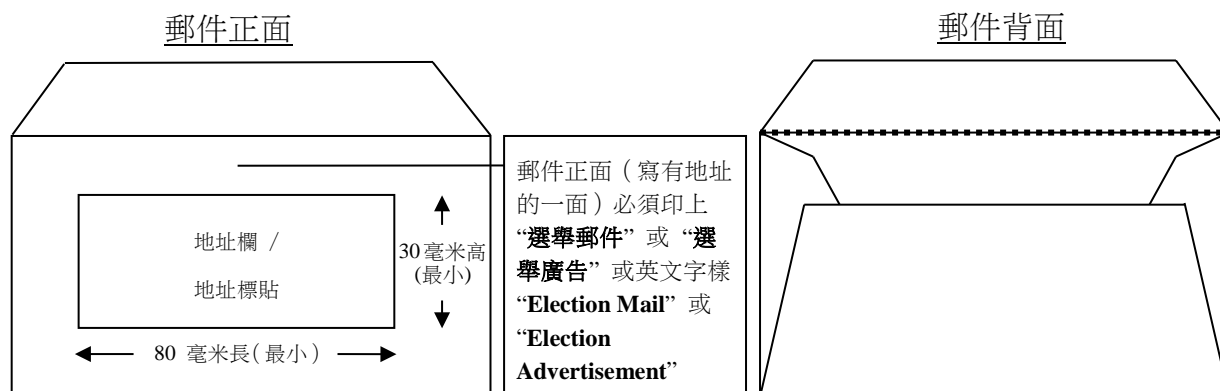 郵件正面
郵件背面
郵件正面（寫有地址
的一面）必須印上
“選舉郵件” 或 “選
舉廣告” 或英文字樣
“Election Mail” 或
“Election
Advertisement”
地址欄 /
地址標貼
30 毫米高
(最小)
80 毫米長(最小)